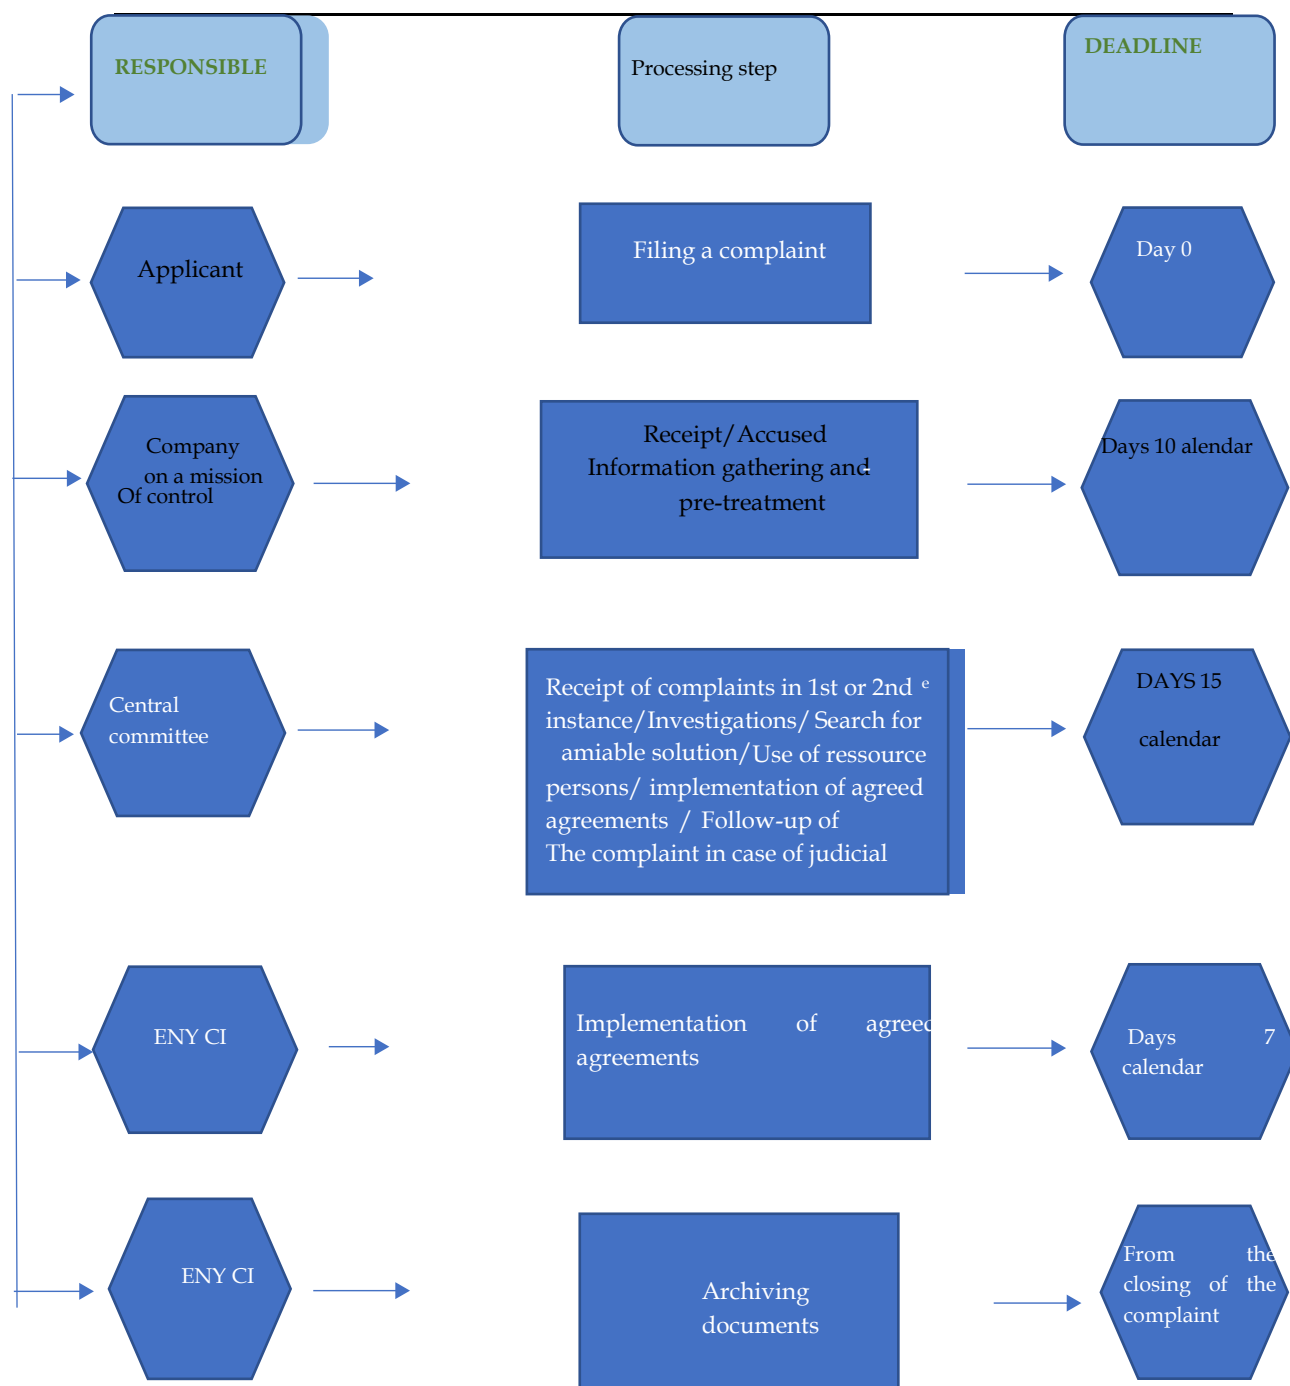 RESPONSIBLE
Processing step
DEADLINE
Applicant
Filing a complaint
Day 0
Company
on a mission
Of control
Receipt/Accused
Information gathering and
pre-treatment
Days 10 alendar
Central
committee
Receipt of complaints in 1st or 2nd e
instance/Investigations/ Search for
amiable solution/Use of ressource
persons/ implementation of agreed
agreements / Follow-up of
The complaint in case of judicial
DAYS 15
calendar
ENY CI
Implementation of agreed
agreements
Days 7
calendar
ENY CI
Archiving
documents
From the
closing of the
complaint